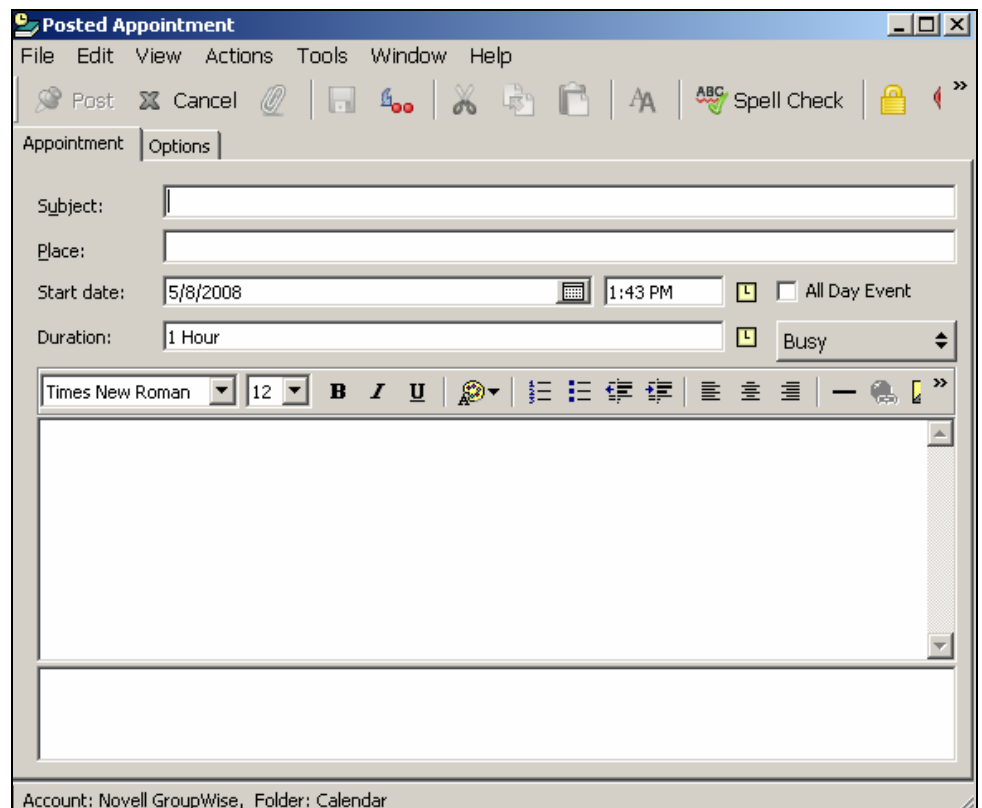 Posted Appointment
File Edit View Actions Tools Window Help
Post Cancel ABC Spell Check »
Appointment Options
Subject:
Place:
Start date: 5/8/2008 1:43 PM All Day Event
Duration: 1 Hour Busy
Times New Roman 12 B I U »
Account: Novell GroupWise, Folder: Calendar